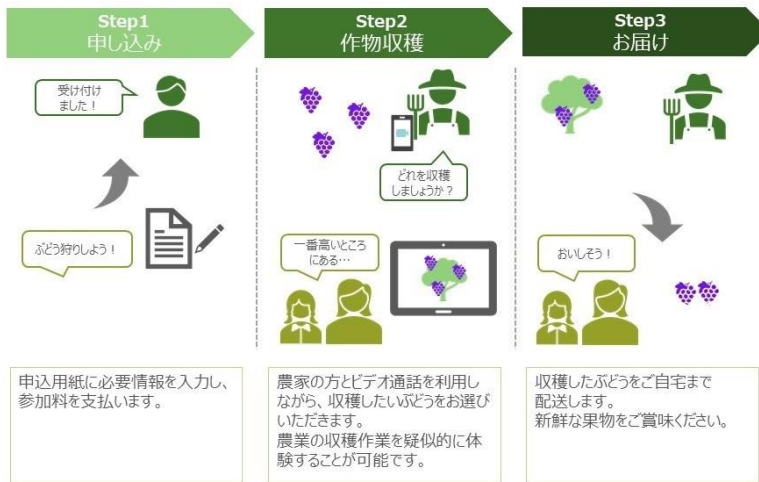 Step1
申し込み
Step2
作物収穫
Step3
お届け
受け付け
ました！
ぶどう狩りしよう！
どれを収穫
しましょうか？
一番高いところ
にある…
おいしそう！
申込用紙に必要情報を入力し、
参加料を支払います。
農家の方とビデオ通話を利用し
ながら、収穫したいぶどうをお選び
いただきます。
農業の収穫作業を疑似的に体
験することが可能です。
収穫したぶどうをご自宅まで
配送します。
新鮮な果物をご賞味ください。